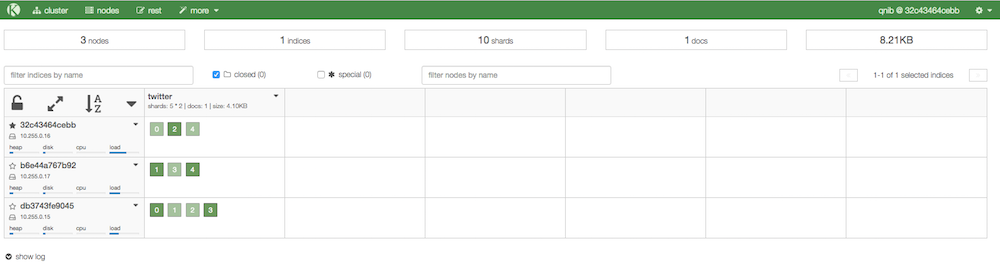 K cluster nodes rest more qnib @ 32c43464cebb
3 nodes 1 indices 10 shards 1 docs 8.21KB
filter indices by name closed (0) special (0) filter nodes by name 1-1 of 1 selected indices
A
Z
twitter
shards: 5 * 2 | docs: 1 | size: 4.10KB
32c43464cebb
10.255.0.16
heap disk cpu load
0 2 4
b6e44a767b92
10.255.0.17
heap disk cpu load
1 3 4
db3743fe9045
10.255.0.15
heap disk cpu load
0 1 2 3
show log